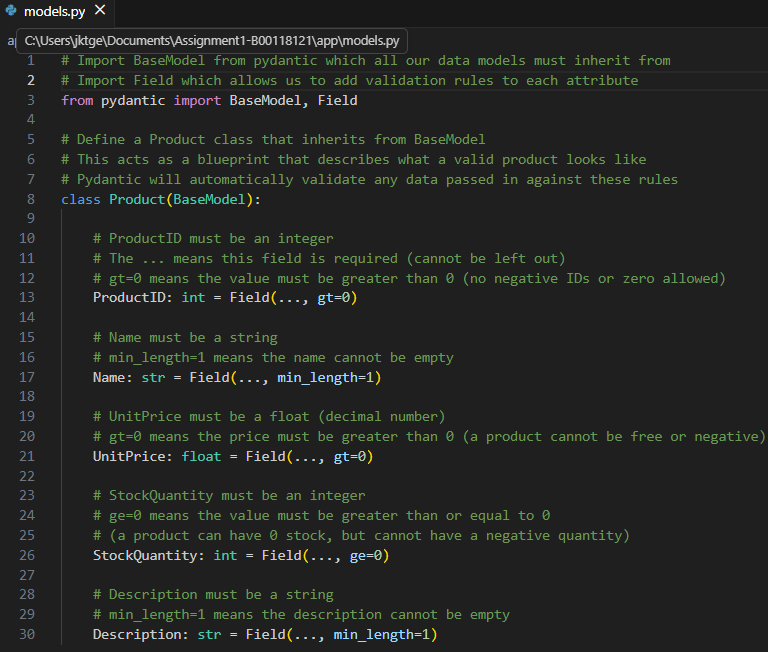 models.py
C:\Users\jktge\Documents\Assignment1-B00118121\app\models.py
1 # Import BaseModel from pydantic which all our data models must inherit from
2 # Import Field which allows us to add validation rules to each attribute
3 from pydantic import BaseModel, Field
4
5 # Define a Product class that inherits from BaseModel
6 # This acts as a blueprint that describes what a valid product looks like
7 # Pydantic will automatically validate any data passed in against these rules
8 class Product(BaseModel):
9
10 # ProductID must be an integer
11 # The ... means this field is required (cannot be left out)
12 # gt=0 means the value must be greater than 0 (no negative IDs or zero allowed)
13 ProductID: int = Field(..., gt=0)
14
15 # Name must be a string
16 # min_length=1 means the name cannot be empty
17 Name: str = Field(..., min_length=1)
18
19 # UnitPrice must be a float (decimal number)
20 # gt=0 means the price must be greater than 0 (a product cannot be free or negative)
21 UnitPrice: float = Field(..., gt=0)
22
23 # StockQuantity must be an integer
24 # ge=0 means the value must be greater than or equal to 0
25 # (a product can have 0 stock, but cannot have a negative quantity)
26 StockQuantity: int = Field(..., ge=0)
27
28 # Description must be a string
29 # min_length=1 means the description cannot be empty
30 Description: str = Field(..., min_length=1)